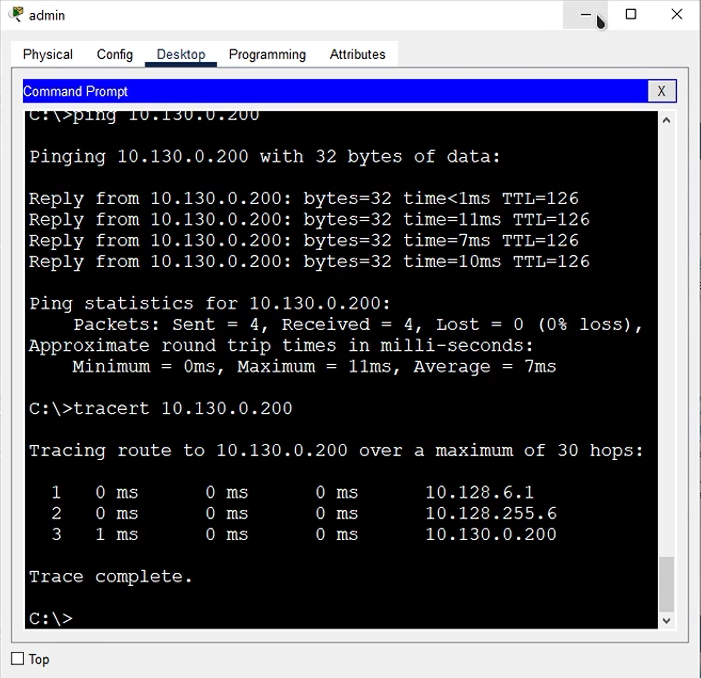 admin
Physical Config Desktop Programming Attributes
Command Prompt X
C:\>ping 10.130.0.200
Pinging 10.130.0.200 with 32 bytes of data:
Reply from 10.130.0.200: bytes=32 time<1ms TTL=126
Reply from 10.130.0.200: bytes=32 time=11ms TTL=126
Reply from 10.130.0.200: bytes=32 time=7ms TTL=126
Reply from 10.130.0.200: bytes=32 time=10ms TTL=126
Ping statistics for 10.130.0.200:
Packets: Sent = 4, Received = 4, Lost = 0 (0% loss),
Approximate round trip times in milli-seconds:
Minimum = 0ms, Maximum = 11ms, Average = 7ms
C:\>tracert 10.130.0.200
Tracing route to 10.130.0.200 over a maximum of 30 hops:
1 0 ms 0 ms 0 ms 10.128.6.1
2 0 ms 0 ms 0 ms 10.128.255.6
3 1 ms 0 ms 0 ms 10.130.0.200
Trace complete.
C:\>
Top